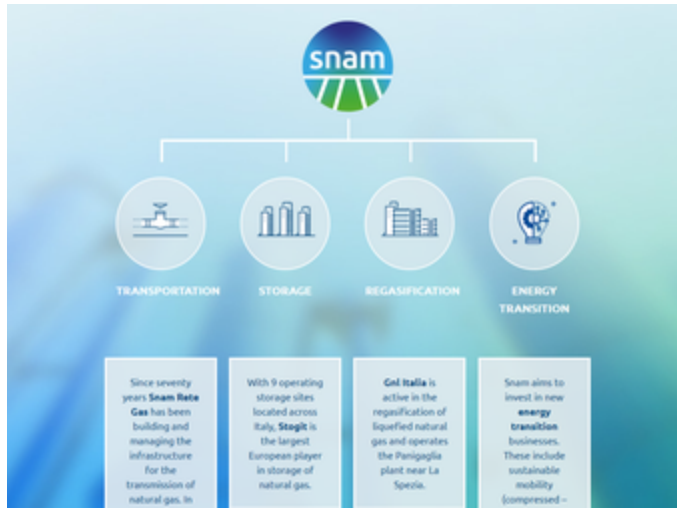 snam
TRANSPORTATION
STORAGE
REGASIFICATION
ENERGY
TRANSITION
Since seventy
years Snam Rete
Gas has been
building and
managing the
infrastructure
for the
transmission of
natural gas. In
With 9 operating
storage sites
located across
Italy, Stogit is
the largest
European player
in storage of
natural gas.
Gnl Italia is
active in the
regasification of
liquefied natural
gas and operates
the Panigaglia
plant near La
Spezia.
Snam aims to
invest in new
energy
transition
businesses.
These include
sustainable
mobility
(compressed –